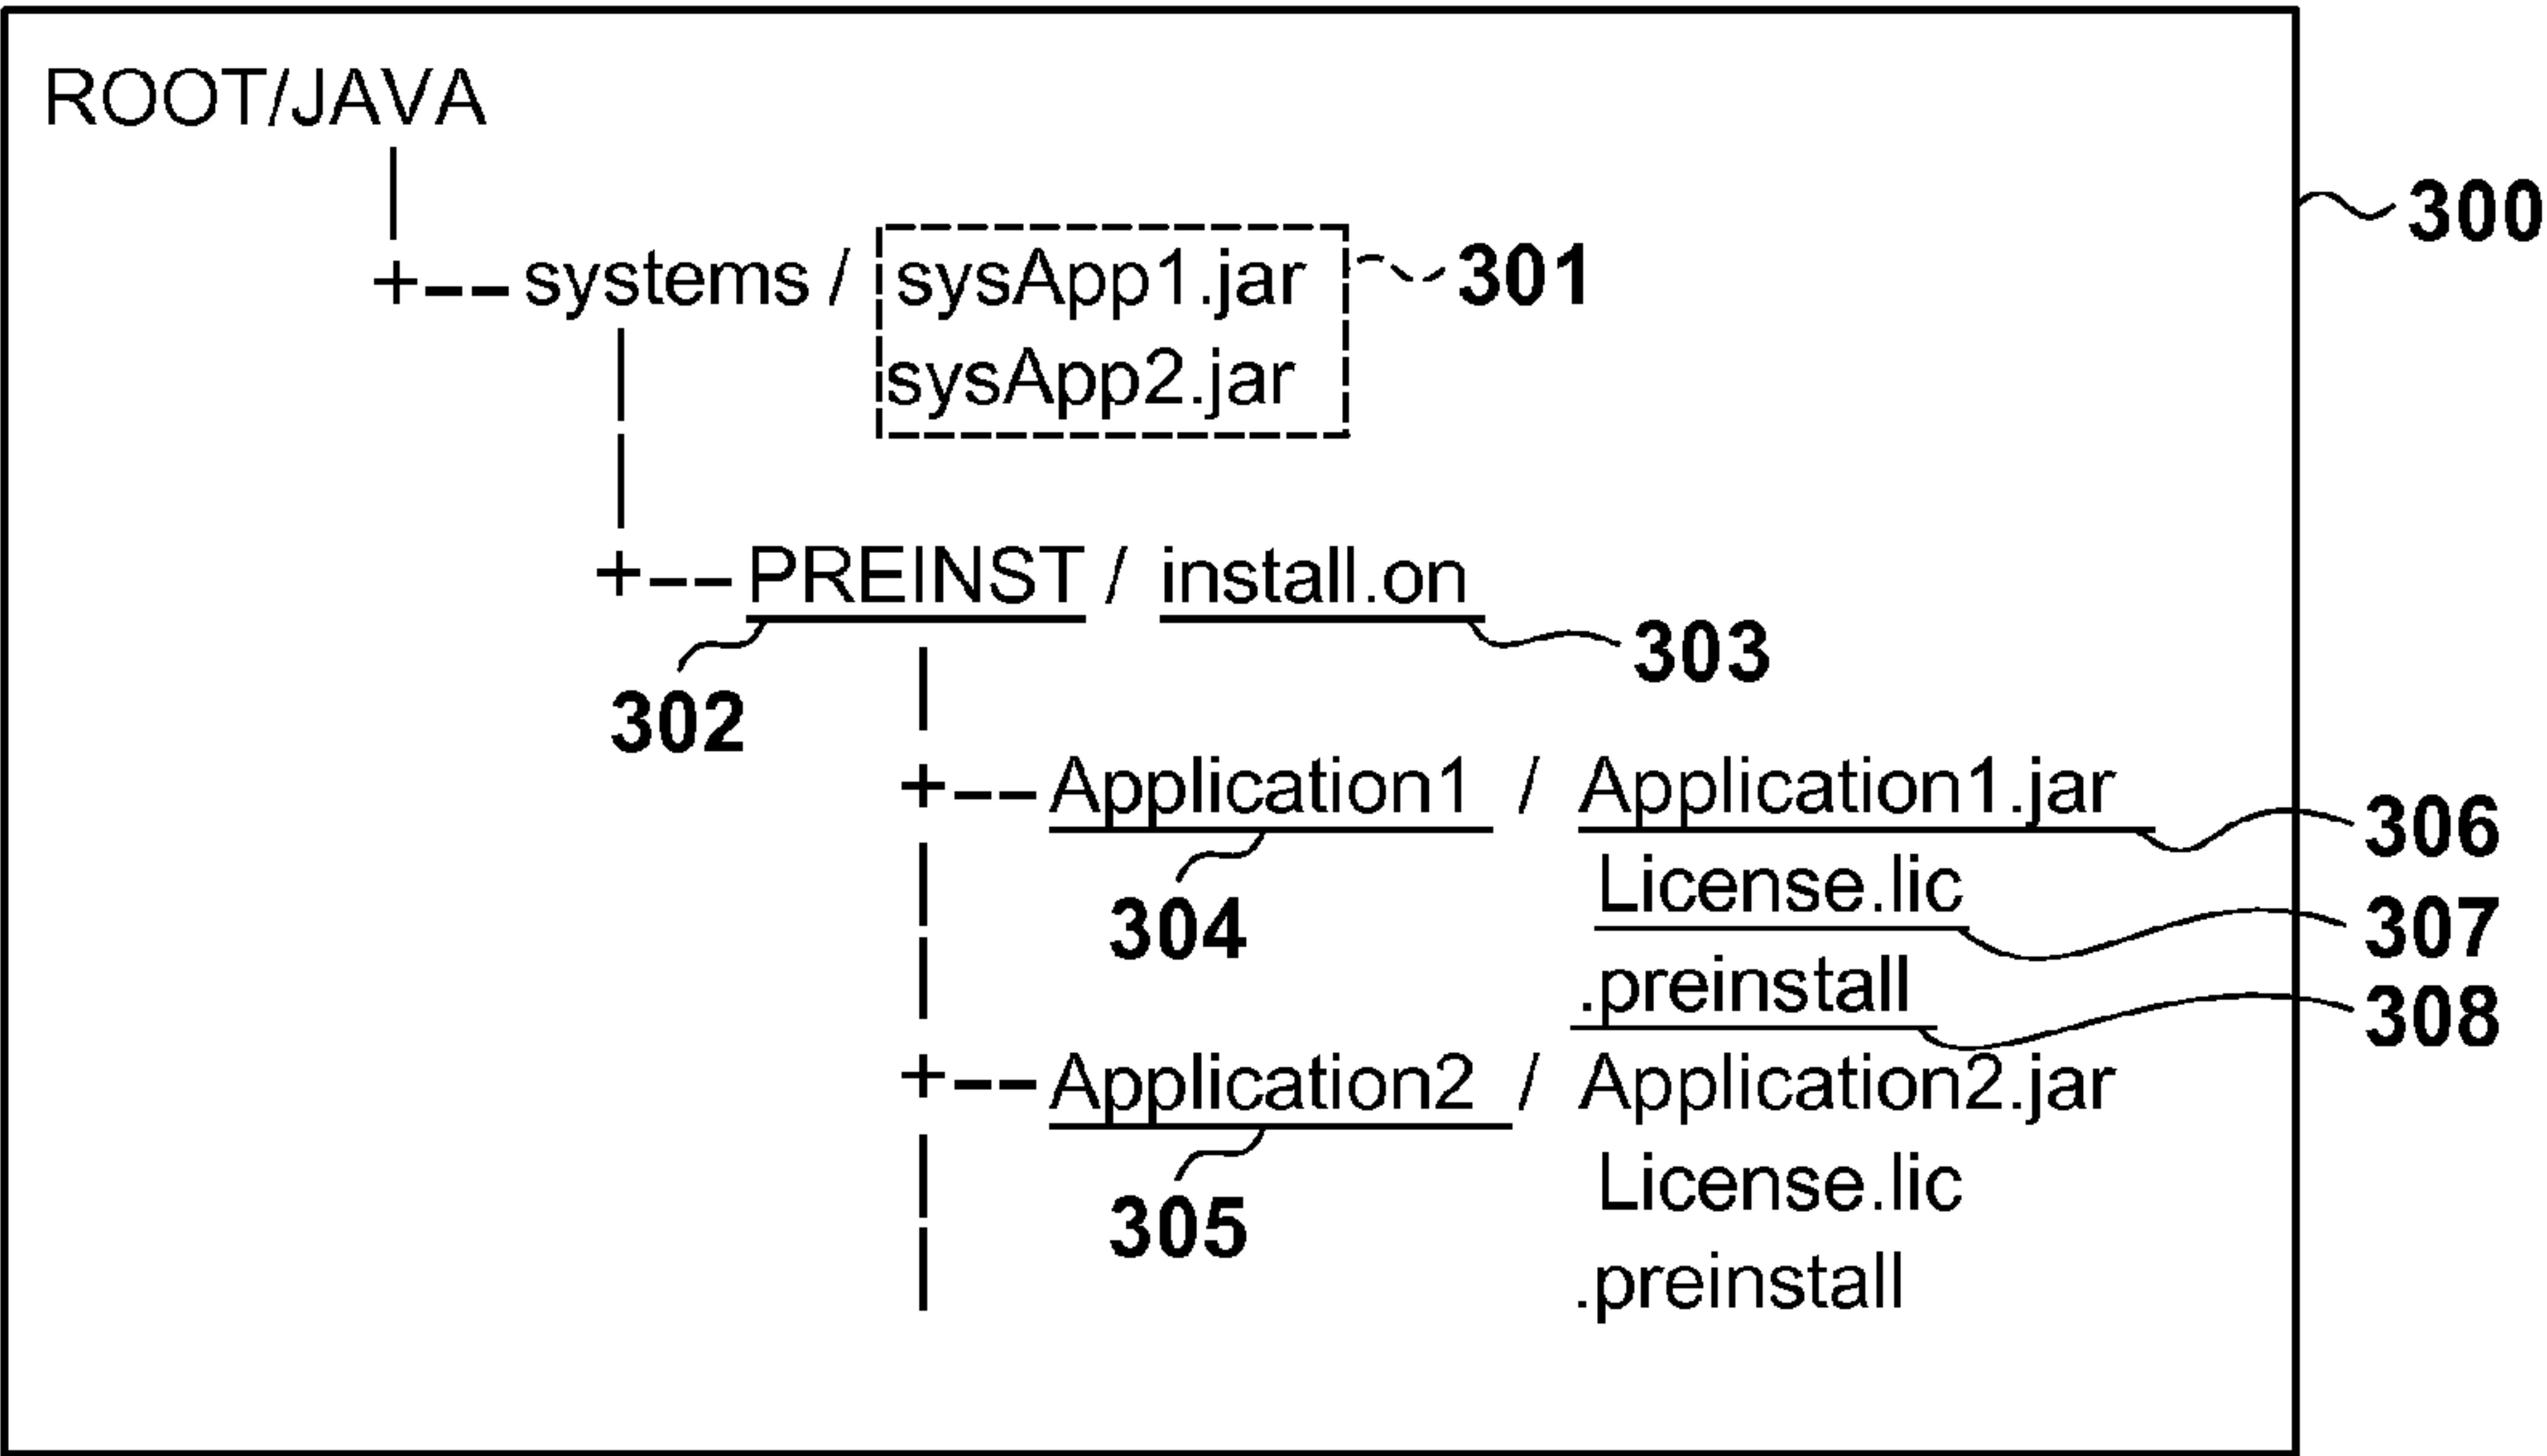 ROOT/JAVA
300
+-- systems / sysApp1.jar 301
sysApp2.jar
+-- PREINST / install.on
303
302
+-- Application1 / Application1.jar
306
License.lic
304
307
.preinstall
308
+-- Application2 / Application2.jar
License.lic
305
.preinstall